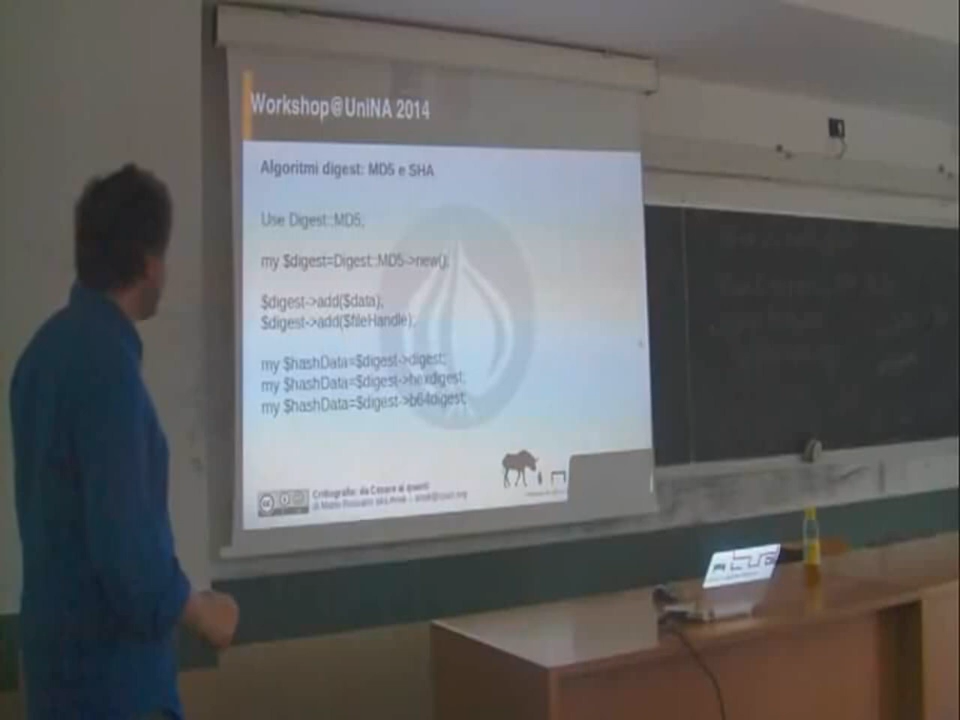 Workshop@UniNA 2014
Algoritmi digest: MD5 e SHA
Use Digest::MD5;
my $digest=Digest::MD5->new();
$digest->add($data);
$digest->add($fileHandle);
my $hashData=$digest->digest;
my $hashData=$digest->hexdigest;
my $hashData=$digest->b64digest;
Crittografia: da Cesare ai quanti